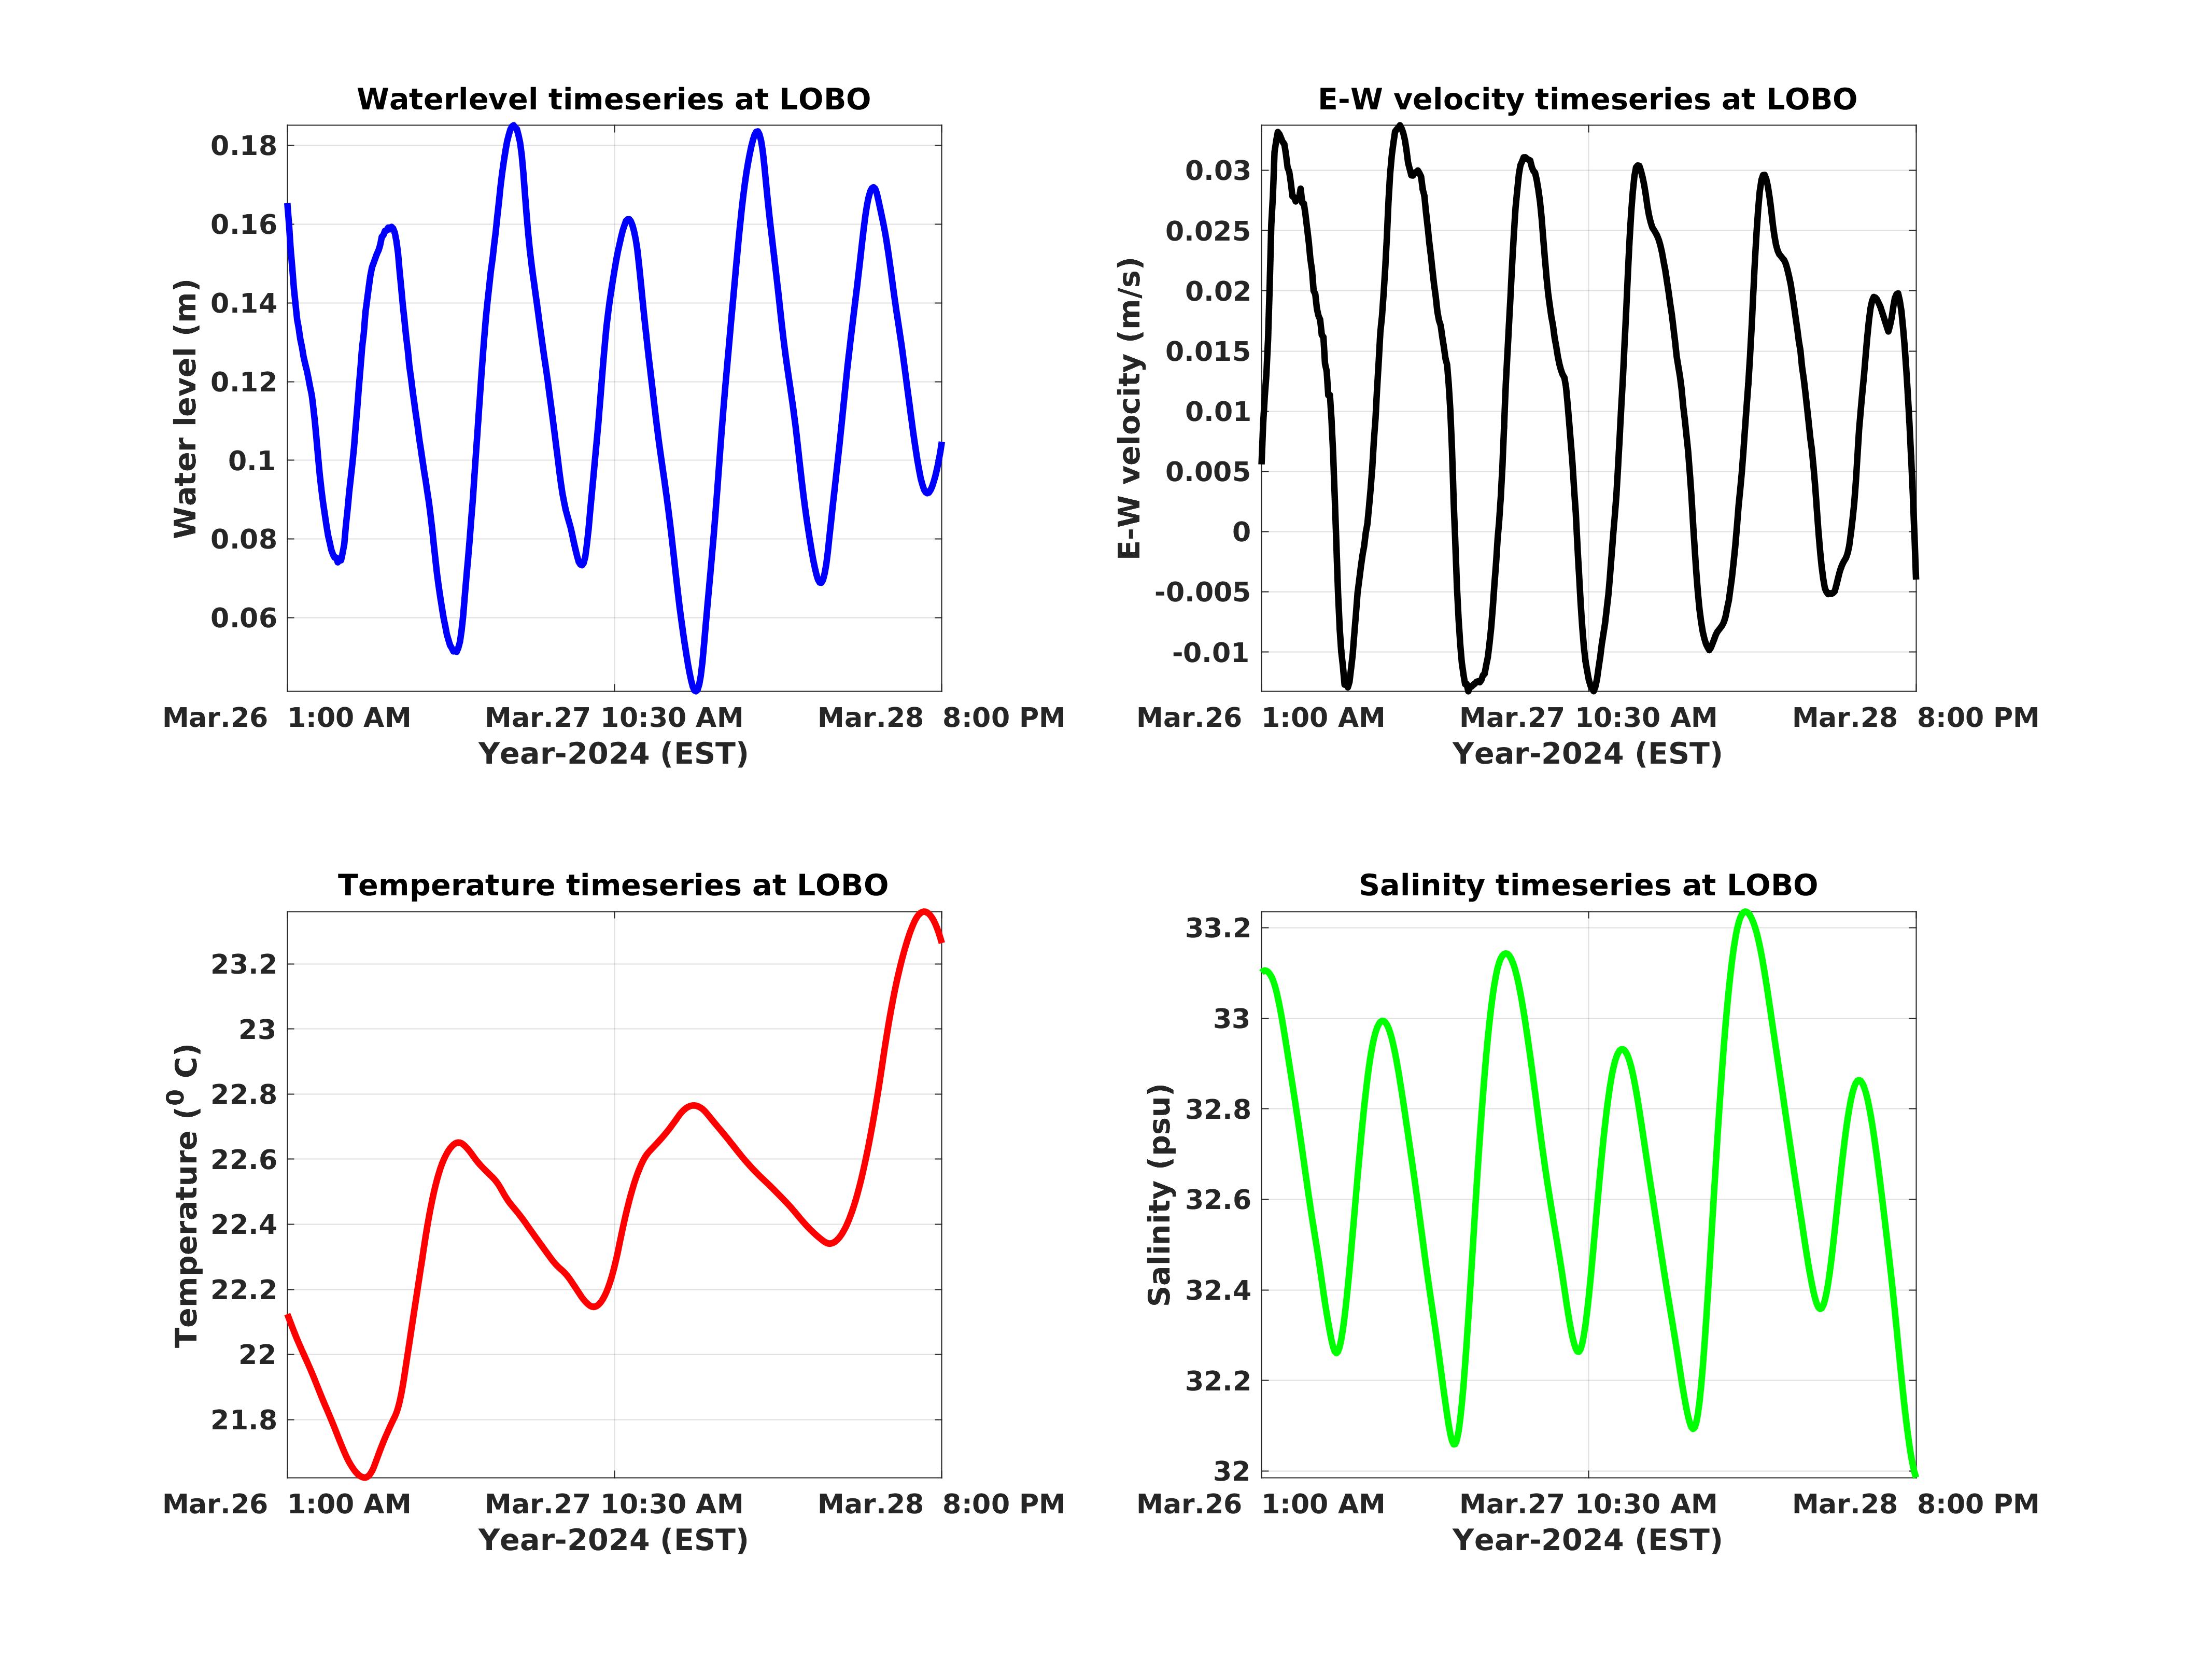 Waterlevel timeseries at LOBO
0.18
0.16
0.14
0.12
0.1
0.08
0.06
Water level (m)
Mar.26 1:00 AM
Mar.27 10:30 AM
Mar.28 8:00 PM
Year-2024 (EST)
E-W velocity timeseries at LOBO
0.03
0.025
0.02
0.015
0.01
0.005
0
-0.005
-0.01
E-W velocity (m/s)
Mar.26 1:00 AM
Mar.27 10:30 AM
Mar.28 8:00 PM
Year-2024 (EST)
Temperature timeseries at LOBO
23.2
23
22.8
22.6
22.4
22.2
22
21.8
Temperature (⁰ C)
Mar.26 1:00 AM
Mar.27 10:30 AM
Mar.28 8:00 PM
Year-2024 (EST)
Salinity timeseries at LOBO
33.2
33
32.8
32.6
32.4
32.2
32
Salinity (psu)
Mar.26 1:00 AM
Mar.27 10:30 AM
Mar.28 8:00 PM
Year-2024 (EST)